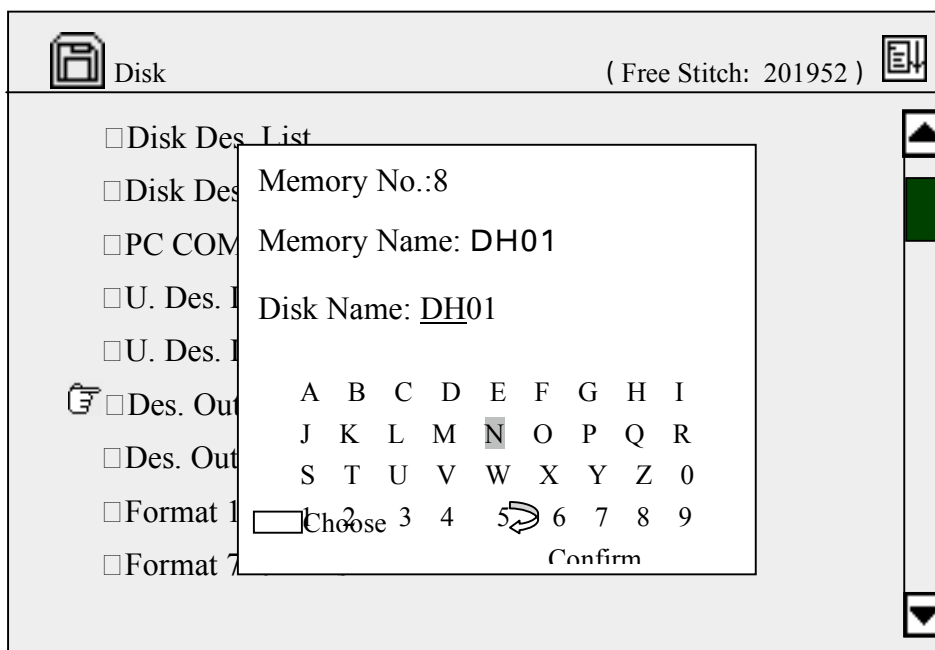 Disk (Free Stitch: 201952)
□Disk Des. List
□Disk Des
□PC COM
□U. Des.
□U. Des.
□Des. Out
□Des. Out
□Format 1
□Format 7
Memory No.:8
Memory Name: DH01
Disk Name: DH01
A B C D E F G H I
J K L M N O P Q R
S T U V W X Y Z 0
1 2 3 4 5 6 7 8 9
Choose
Confirm